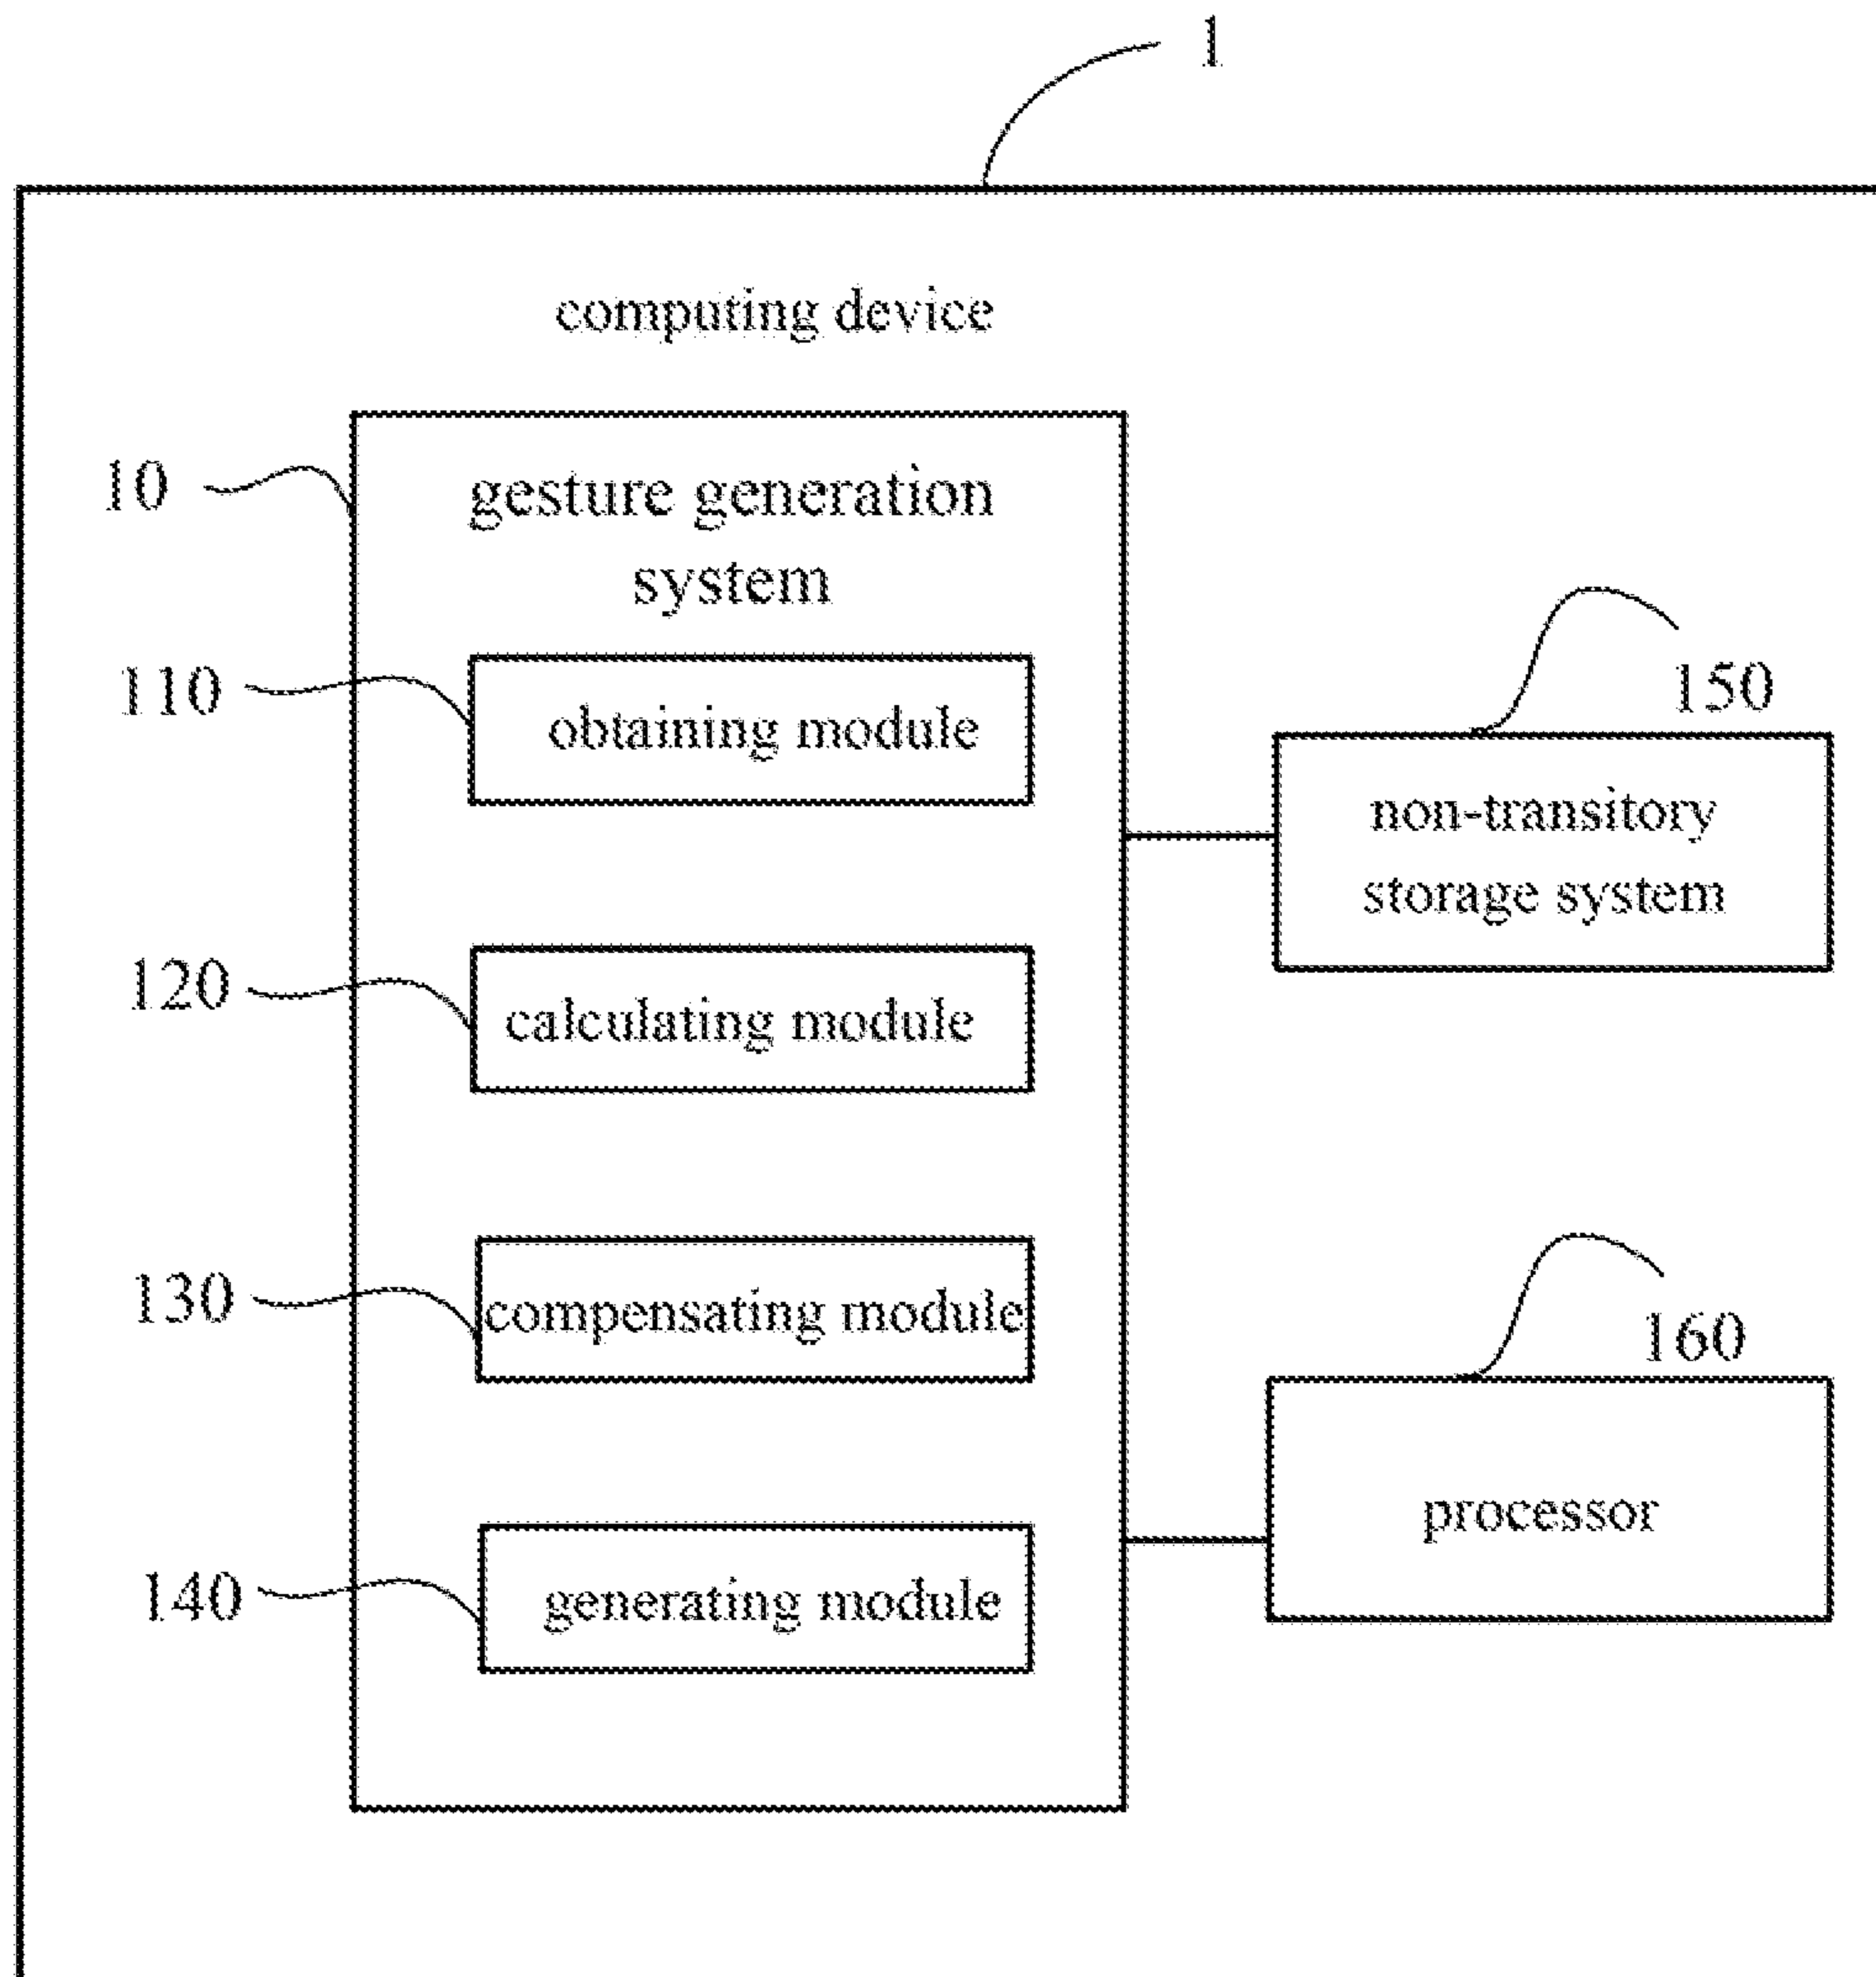 1
computing device
10
gesture generation
system
110
obtaining module
150
non-transitory
storage system
120
calculating module
130
compensating module
160
processor
140
generating module